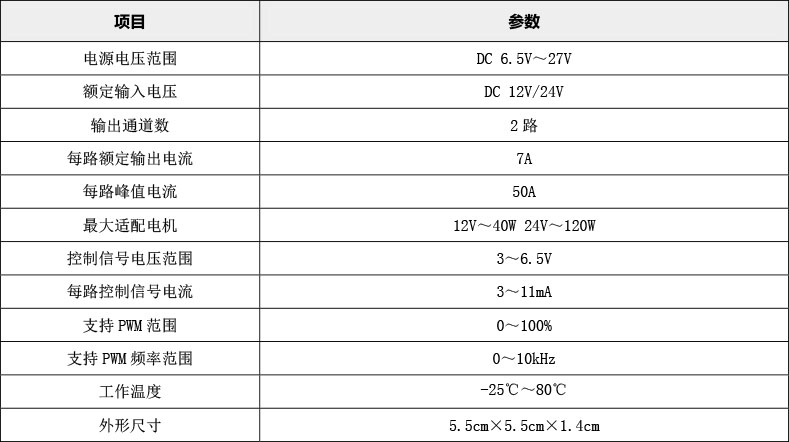 项目 参数
电源电压范围 DC 6.5V～27V
额定输入电压 DC 12V/24V
输出通道数 2 路
每路额定输出电流 7A
每路峰值电流 50A
最大适配电机 12V～40W 24V～120W
控制信号电压范围 3～6.5V
每路控制信号电流 3～11mA
支持 PWM 范围 0～100%
支持 PWM 频率范围 0～10kHz
工作温度 -25℃～80℃
外形尺寸 5.5cm×5.5cm×1.4cm